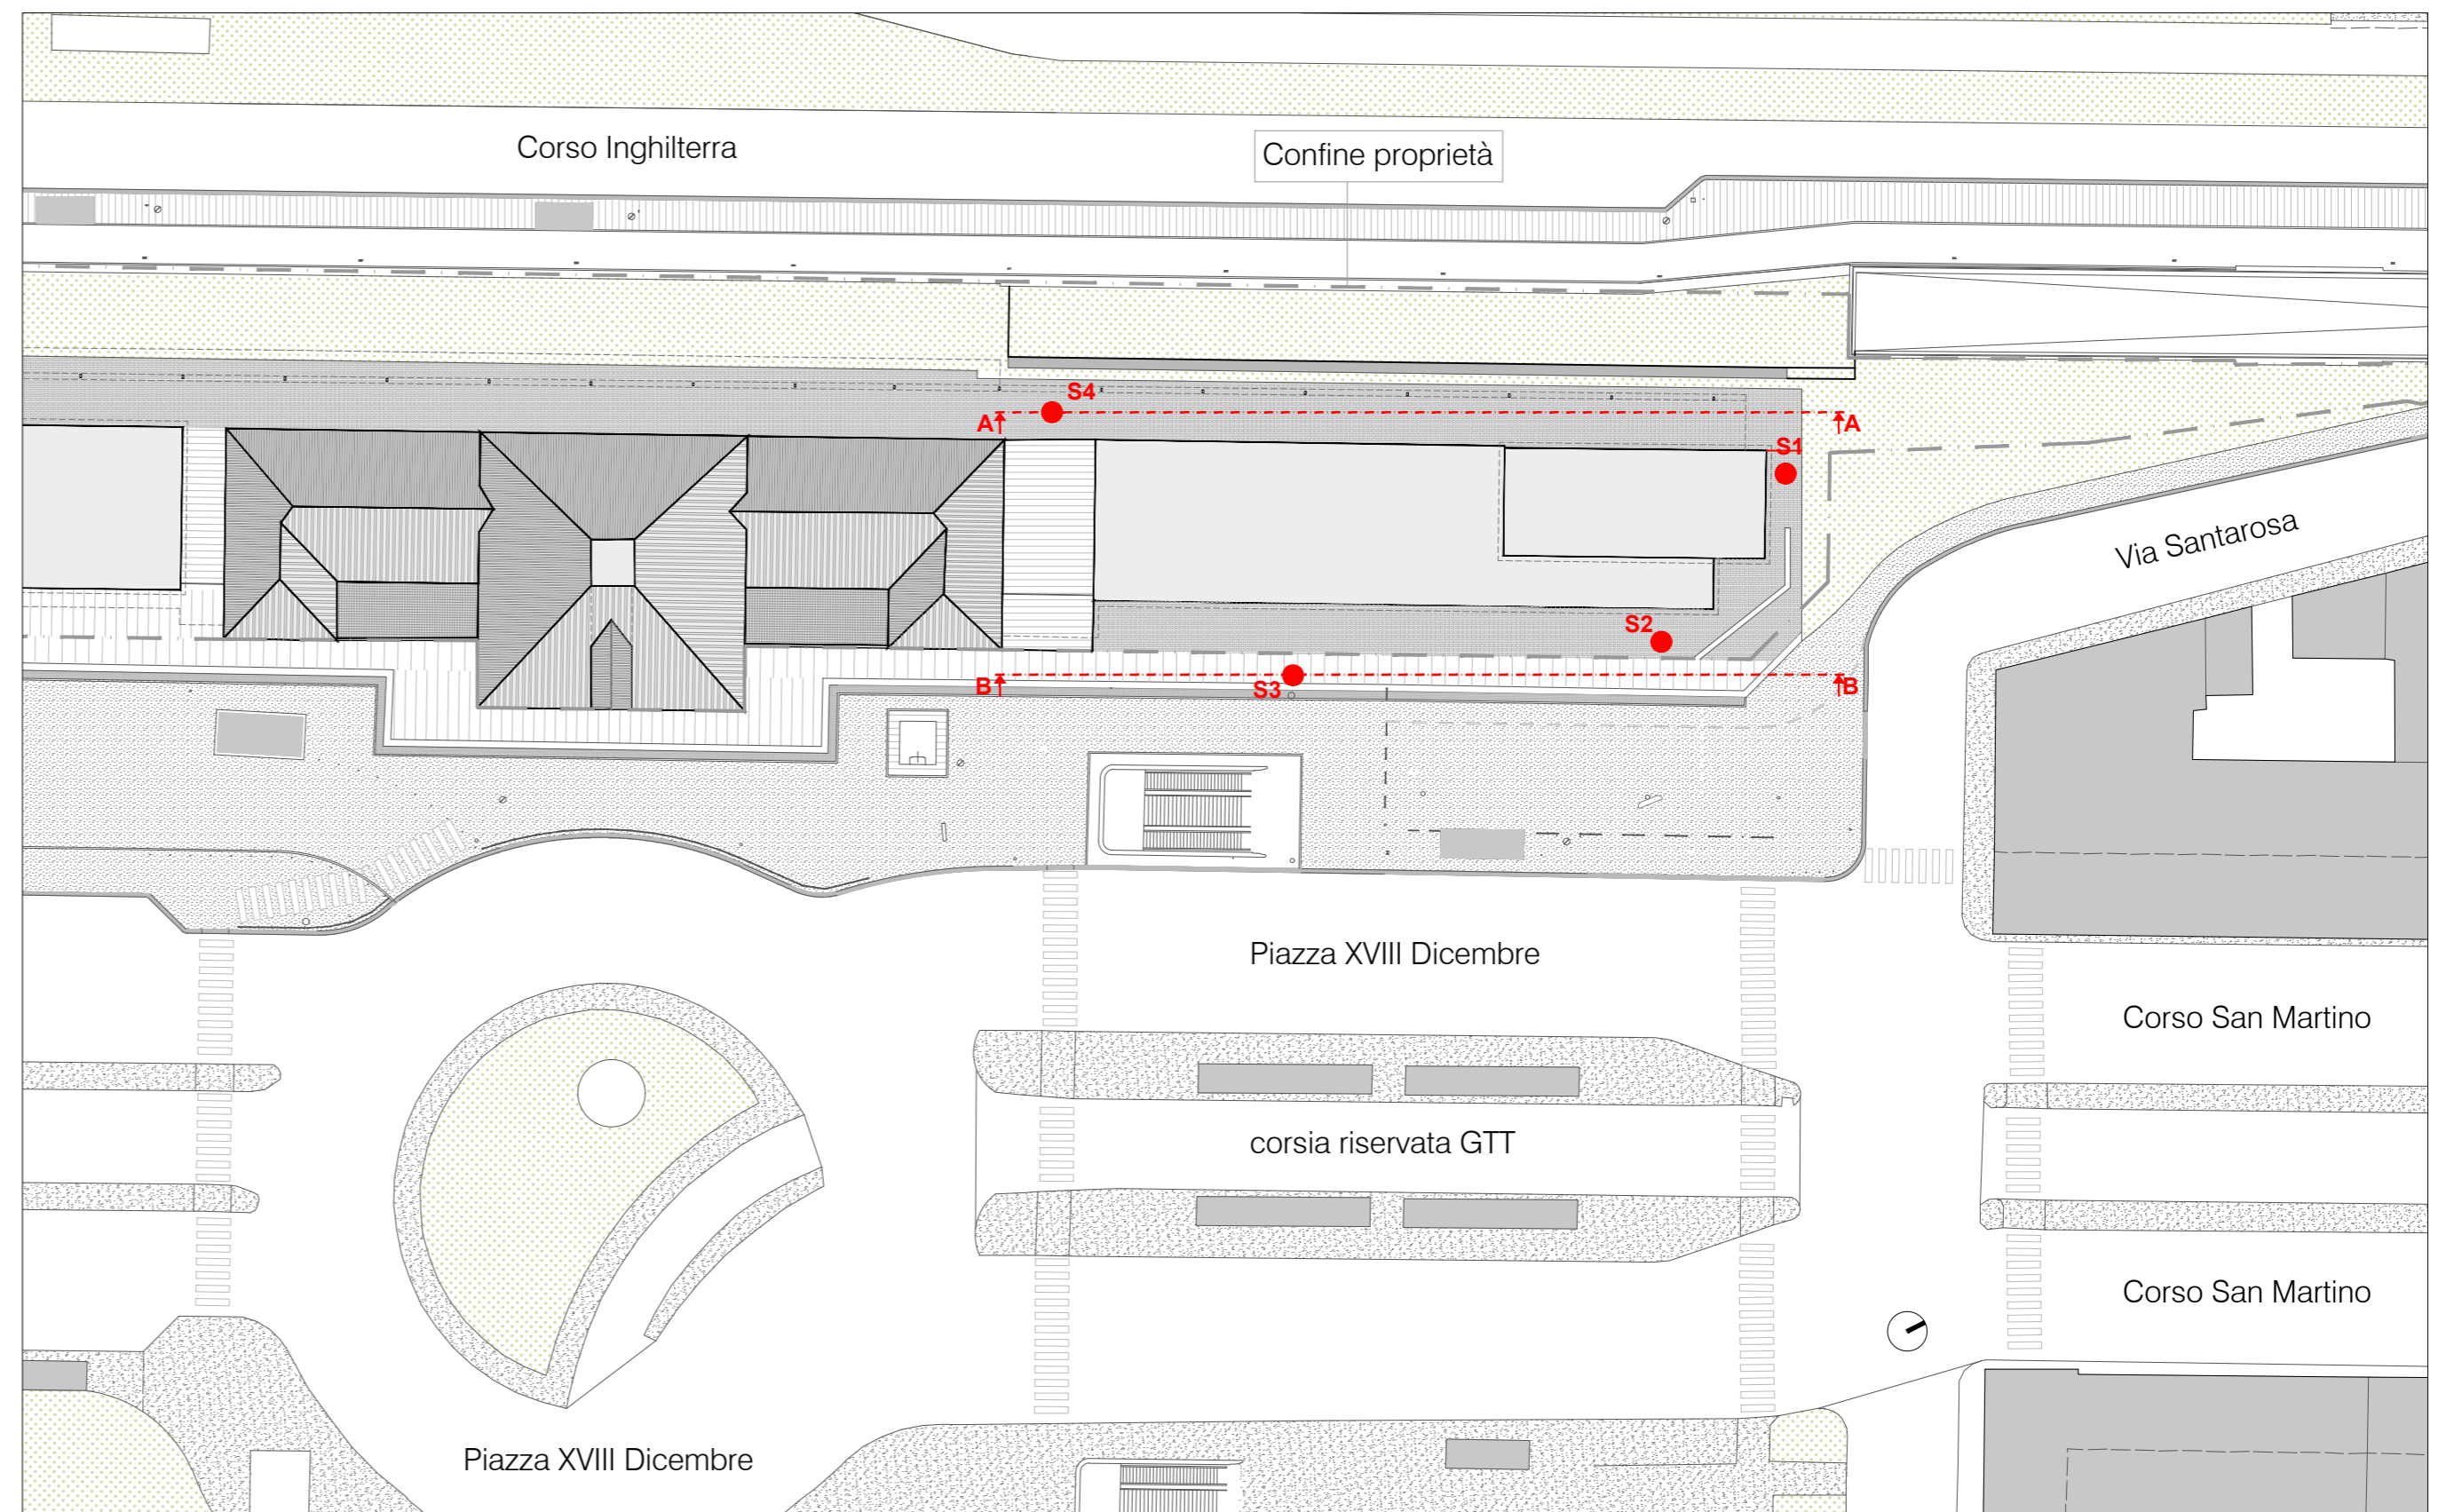 Corso Inghilterra
Confine proprietà
S4
A
A
S1
Via Santarosa
S2
B
S3
B
Piazza XVIII Dicembre
Corso San Martino
corsia riservata GTT
Corso San Martino
Piazza XVIII Dicembre